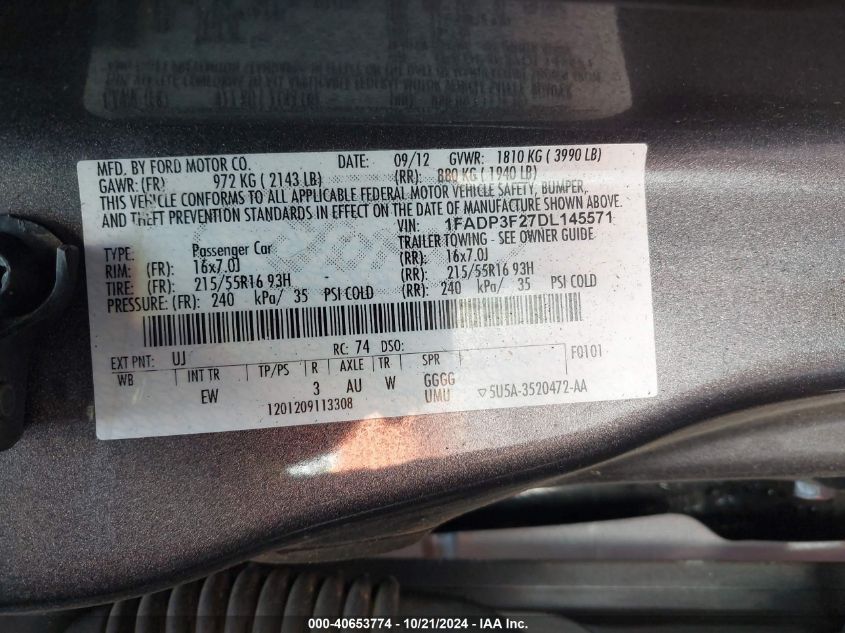 MFD. BY FORD MOTOR CO. DATE: 09/12 GVWR: 1810 KG ( 3990 LB)
GAWR: (FR) 972 KG ( 2143 LB) (RR): 880 KG ( 1940 LB)
THIS VEHICLE CONFORMS TO ALL APPLICABLE FEDERAL MOTOR VEHICLE SAFETY, BUMPER,
AND THEFT PREVENTION STANDARDS IN EFFECT ON THE DATE OF MANUFACTURE SHOWN ABOVE.
VIN: 1FADP3F27DL145571
TYPE: Passenger Car TRAILER TOWING - SEE OWNER GUIDE
RIM: (FR): 16x7.0J (RR): 16x7.0J
TIRE: (FR): 215/55R16 93H (RR): 215/55R16 93H
PRESSURE: (FR): 240 kPa/ 35 PSI COLD (RR): 240 kPa/ 35 PSI COLD
EXT PNT: UJ RC: 74 DSO: F0101
WB INT TR TP/PS R AXLE TR SPR
EW 3 AU W GGGG
UMU
1201209113308 ▽5U5A-3520472-AA
000-40653774 - 10/21/2024 - IAA Inc.